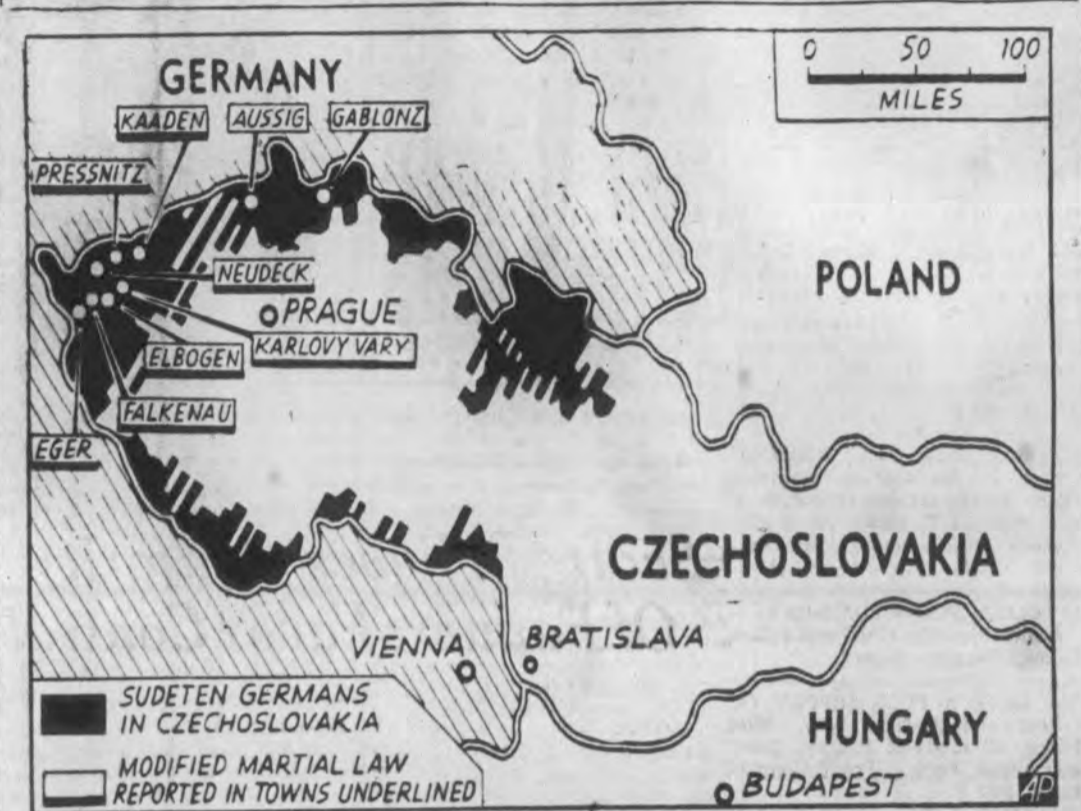 0 50 100
MILES
GERMANY
KAADEN AUSSIG GABLONZ
PRESSNITZ
NEUDECK
POLAND
PRAGUE
KARLOVY VARY
ELBOGEN
FALKENAU
EGER
CZECHOSLOVAKIA
VIENNA BRATISLAVA
SUDETEN GERMANS
IN CZECHOSLOVAKIA
HUNGARY
MODIFIED MARTIAL LAW
REPORTED IN TOWNS UNDERLINED
BUDAPEST AP